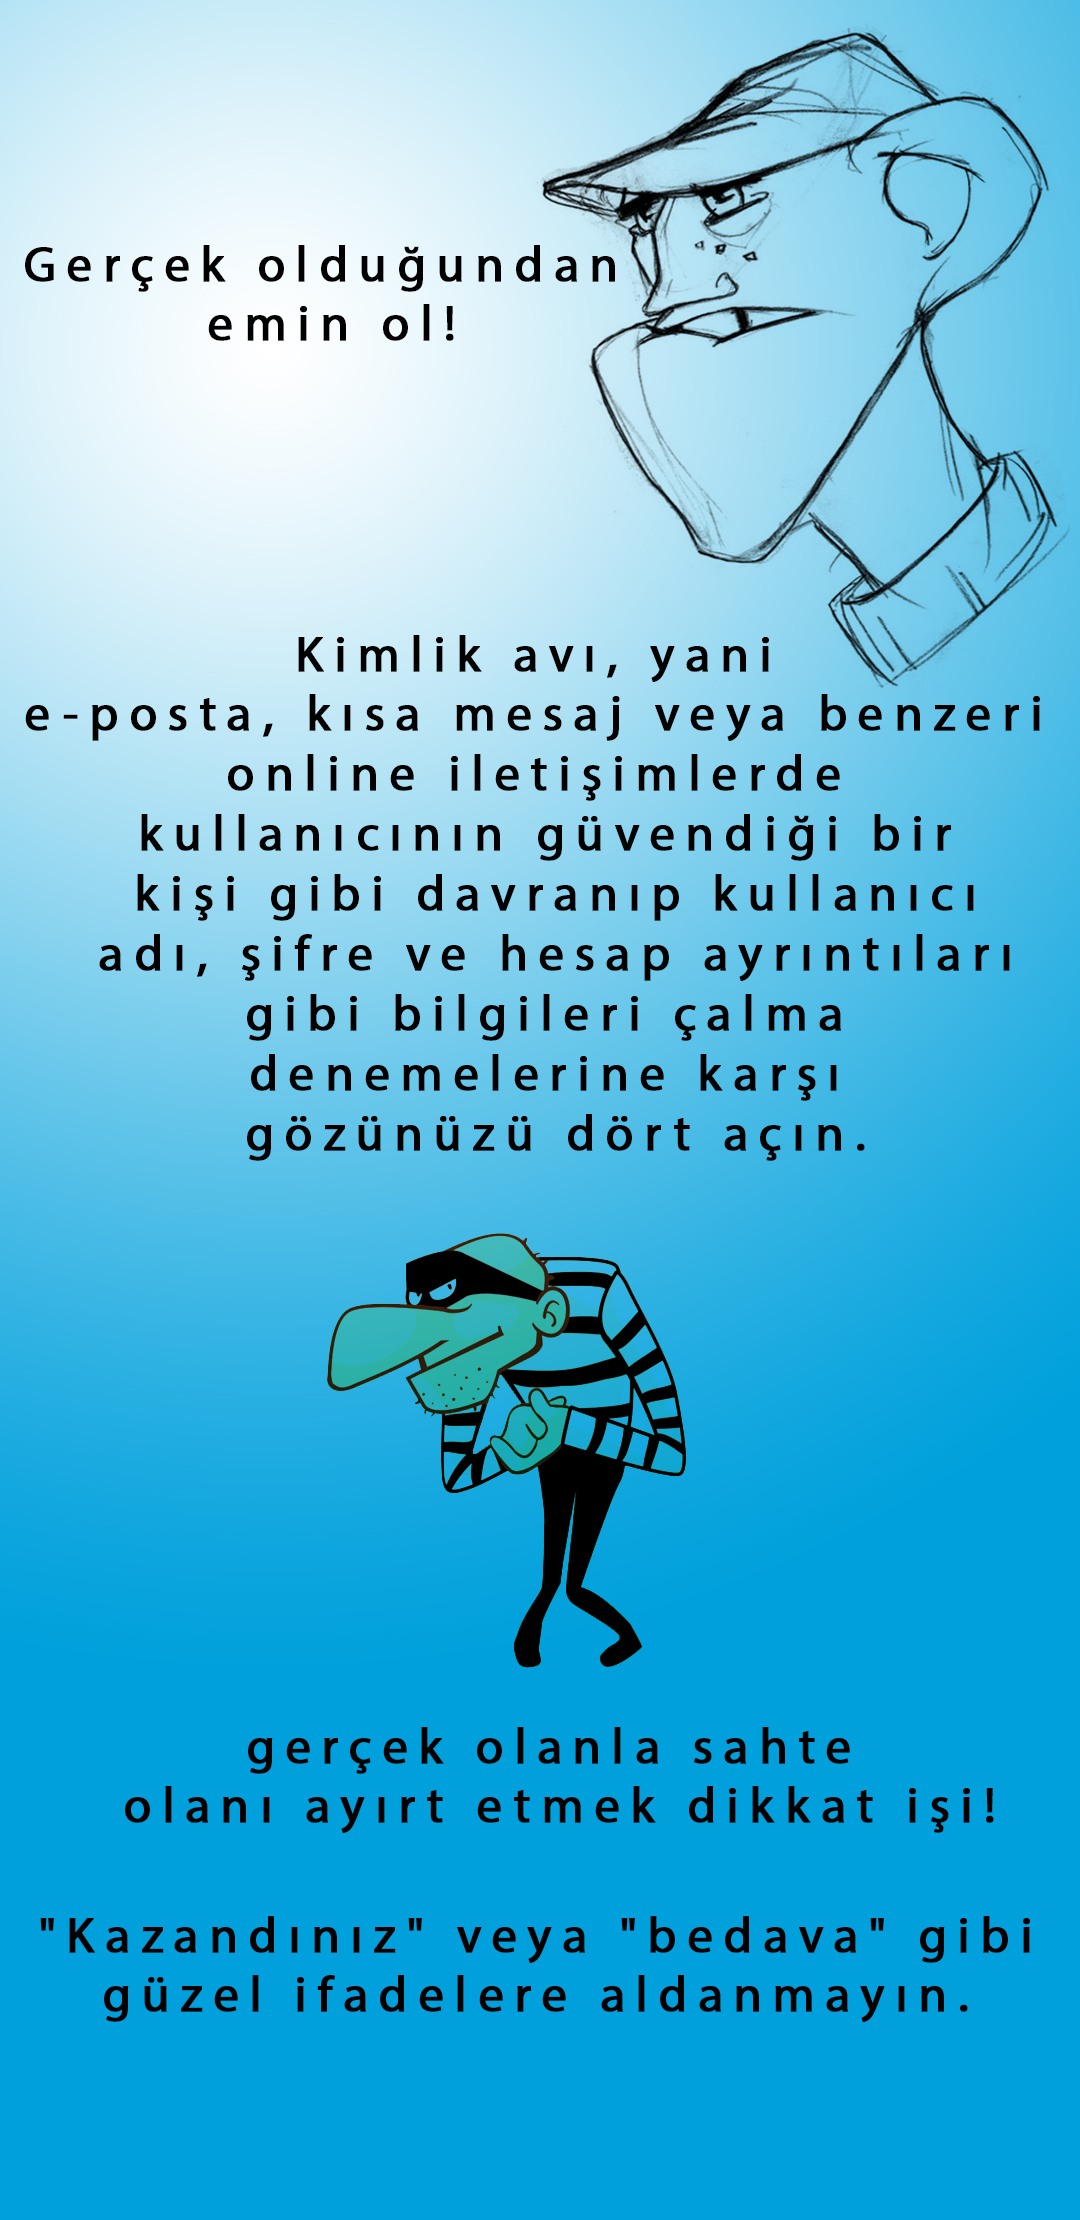 Gerçek olduğundan
emin ol!
Kimlik avı, yani
e-posta, kısa mesaj veya benzeri
online iletişimlerde
kullanıcının güvendiği bir
kişi gibi davranıp kullanıcı
adı, şifre ve hesap ayrıntıları
gibi bilgileri çalma
denemelerine karşı
gözünüzü dört açın.
gerçek olanla sahte
olanı ayırt etmek dikkat işi!
"Kazandınız" veya "bedava" gibi
güzel ifadelere aldanmayın.